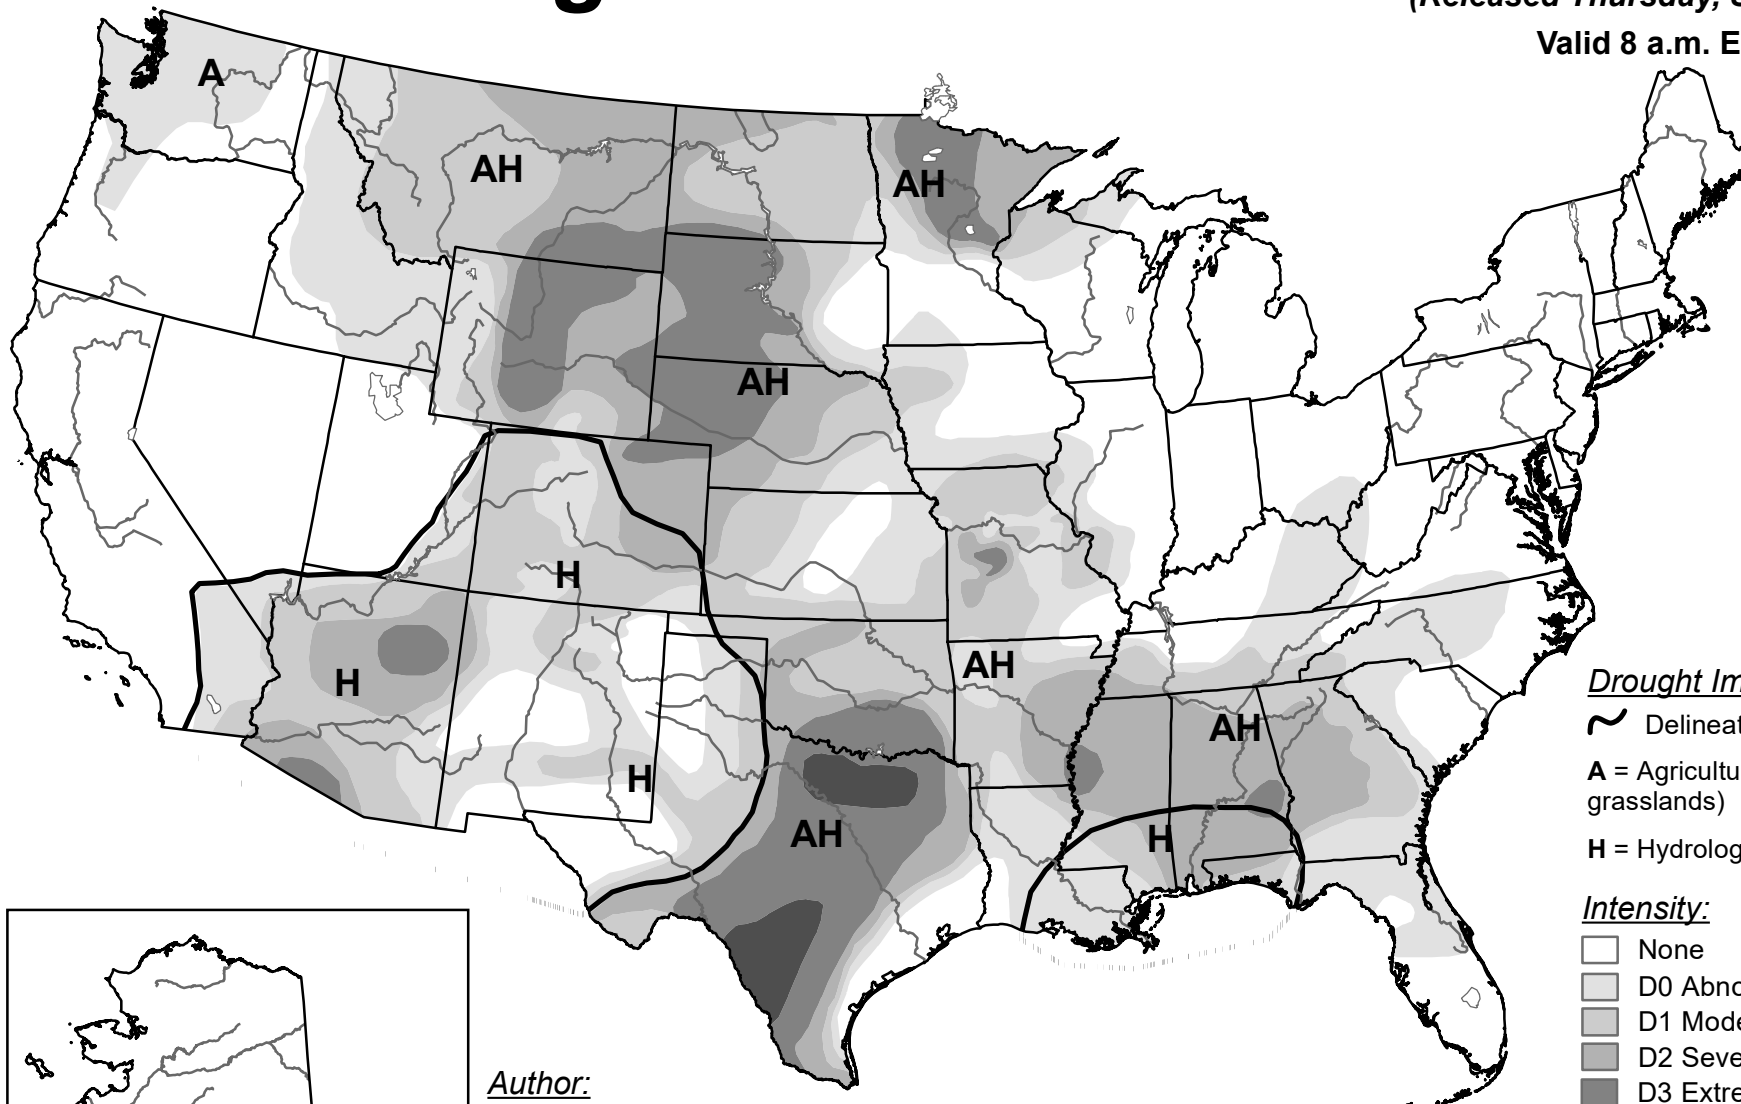 (Released Thursday,
Valid 8 a.m.
A
AH
AH
AH
H
H
AH
AH
H
AH
H
Drought
Delineat
A = Agricultu
grasslands)
H = Hydrolog
Intensity:
None
D0 Abno
D1 Mode
D2 Seve
D3 Extre
Author: